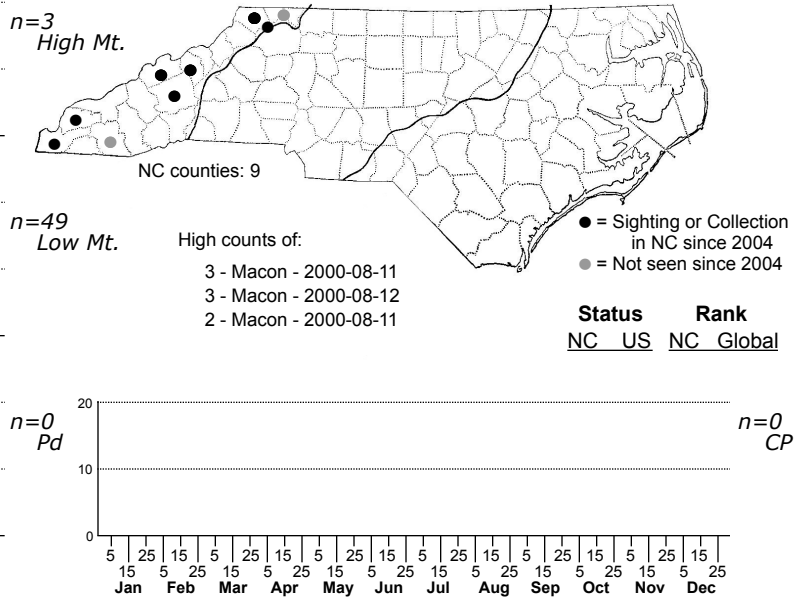 n=3
High Mt.
NC counties: 9
n=49
Low Mt.
High counts of:
3 - Macon - 2000-08-11
3 - Macon - 2000-08-12
2 - Macon - 2000-08-11
= Sighting or Collection
in NC since 2004
= Not seen since 2004
Status Rank
NC US NC Global
n=0
Pd
n=0
CP
20
10
0
5 25 15 5 25 15 5 25 15 5 25 15 5 25 15 5 25 15
15 5 25 15 5 25 15 5 25 15 5 25 15 5 25 15 5 25
Jan Feb Mar Apr May Jun Jul Aug Sep Oct Nov Dec